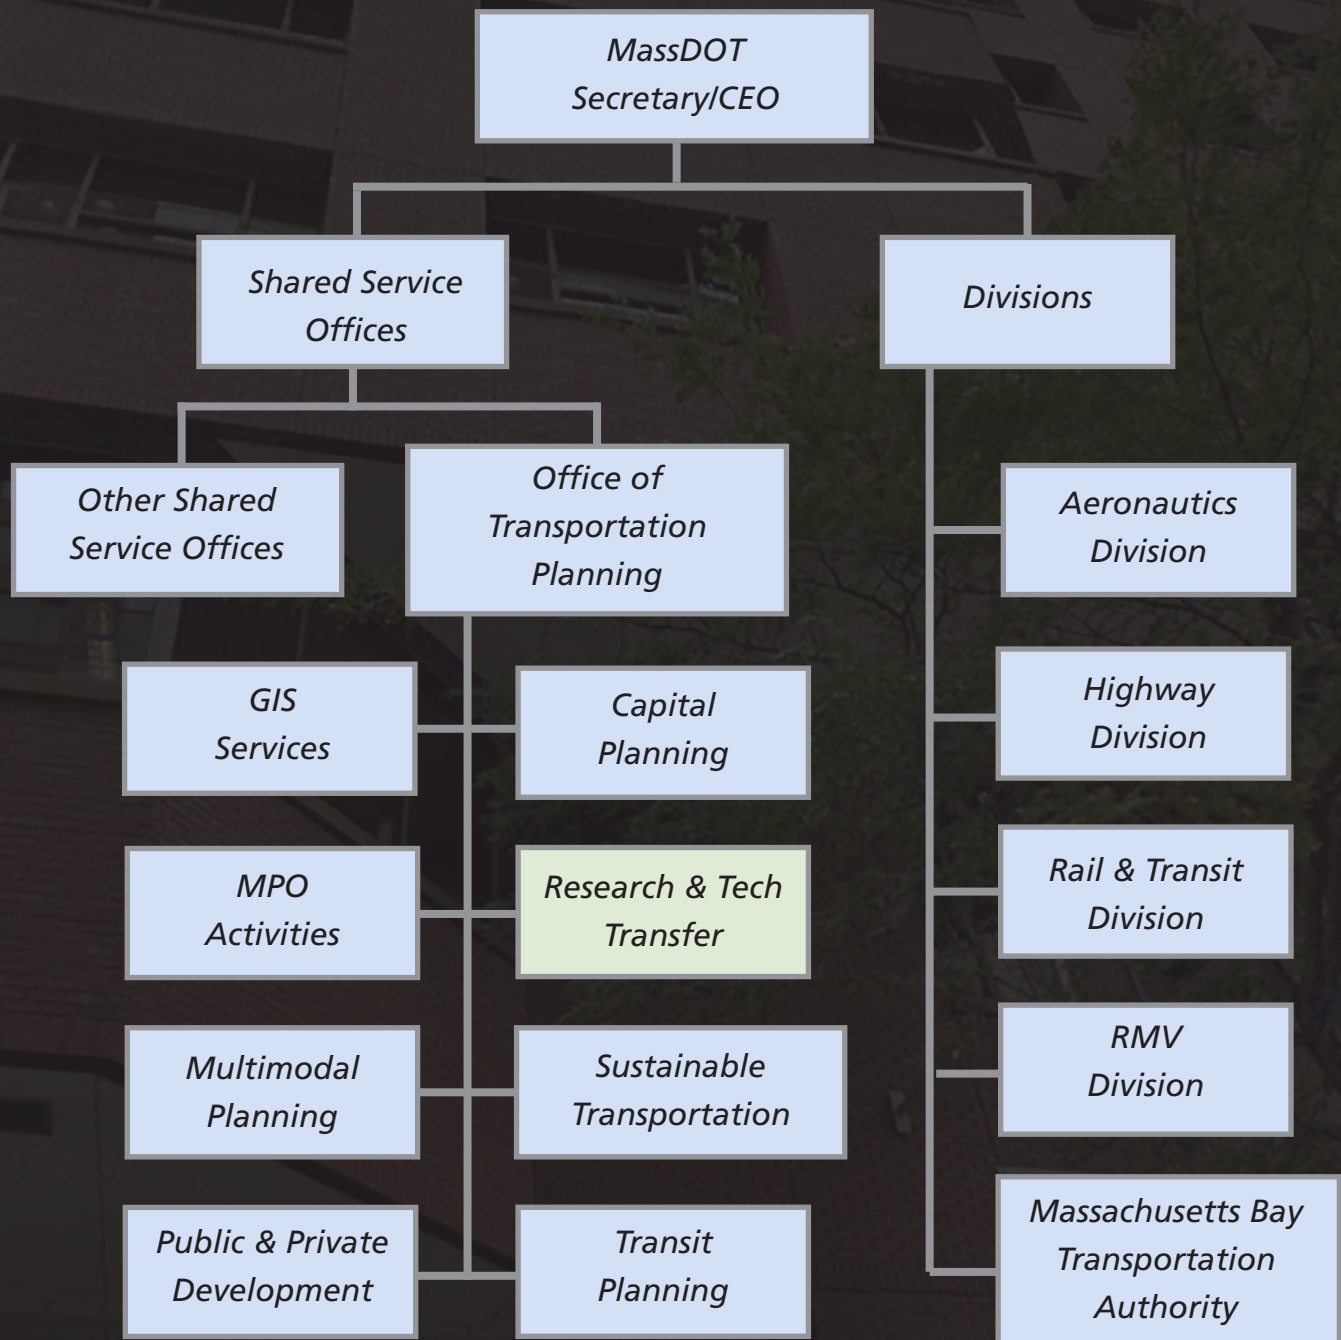 MassDOT
Secretary/CEO
Shared Service
Offices
Divisions
Other Shared
Service Offices
Office of
Transportation
Planning
Aeronautics
Division
GIS
Services
Capital
Planning
Highway
Division
MPO
Activities
Research & Tech
Transfer
Rail & Transit
Division
Multimodal
Planning
Sustainable
Transportation
RMV
Division
Public & Private
Development
Transit
Planning
Massachusetts Bay
Transportation
Authority